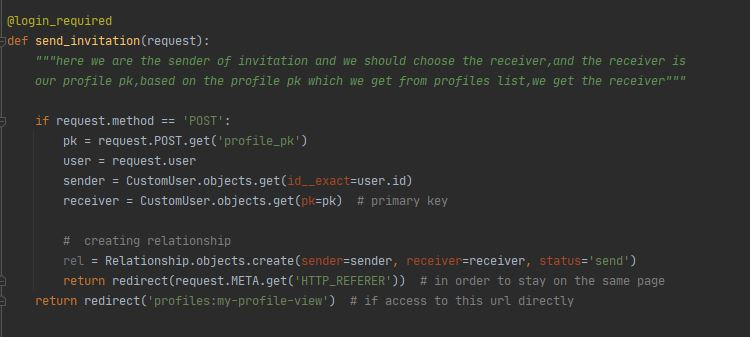 @login_required
def send_invitation(request):
    """here we are the sender of invitation and we should choose the receiver,and the receiver is
    our profile pk,based on the profile pk which we get from profiles list,we get the receiver"""
    if request.method == 'POST':
        pk = request.POST.get('profile_pk')
        user = request.user
        sender = CustomUser.objects.get(id__exact=user.id)
        receiver = CustomUser.objects.get(pk=pk)  # primary key
        #  creating relationship
        rel = Relationship.objects.create(sender=sender, receiver=receiver, status='send')
        return redirect(request.META.get('HTTP_REFERER'))  # in order to stay on the same page
    return redirect('profiles:my-profile-view')  # if access to this url directly